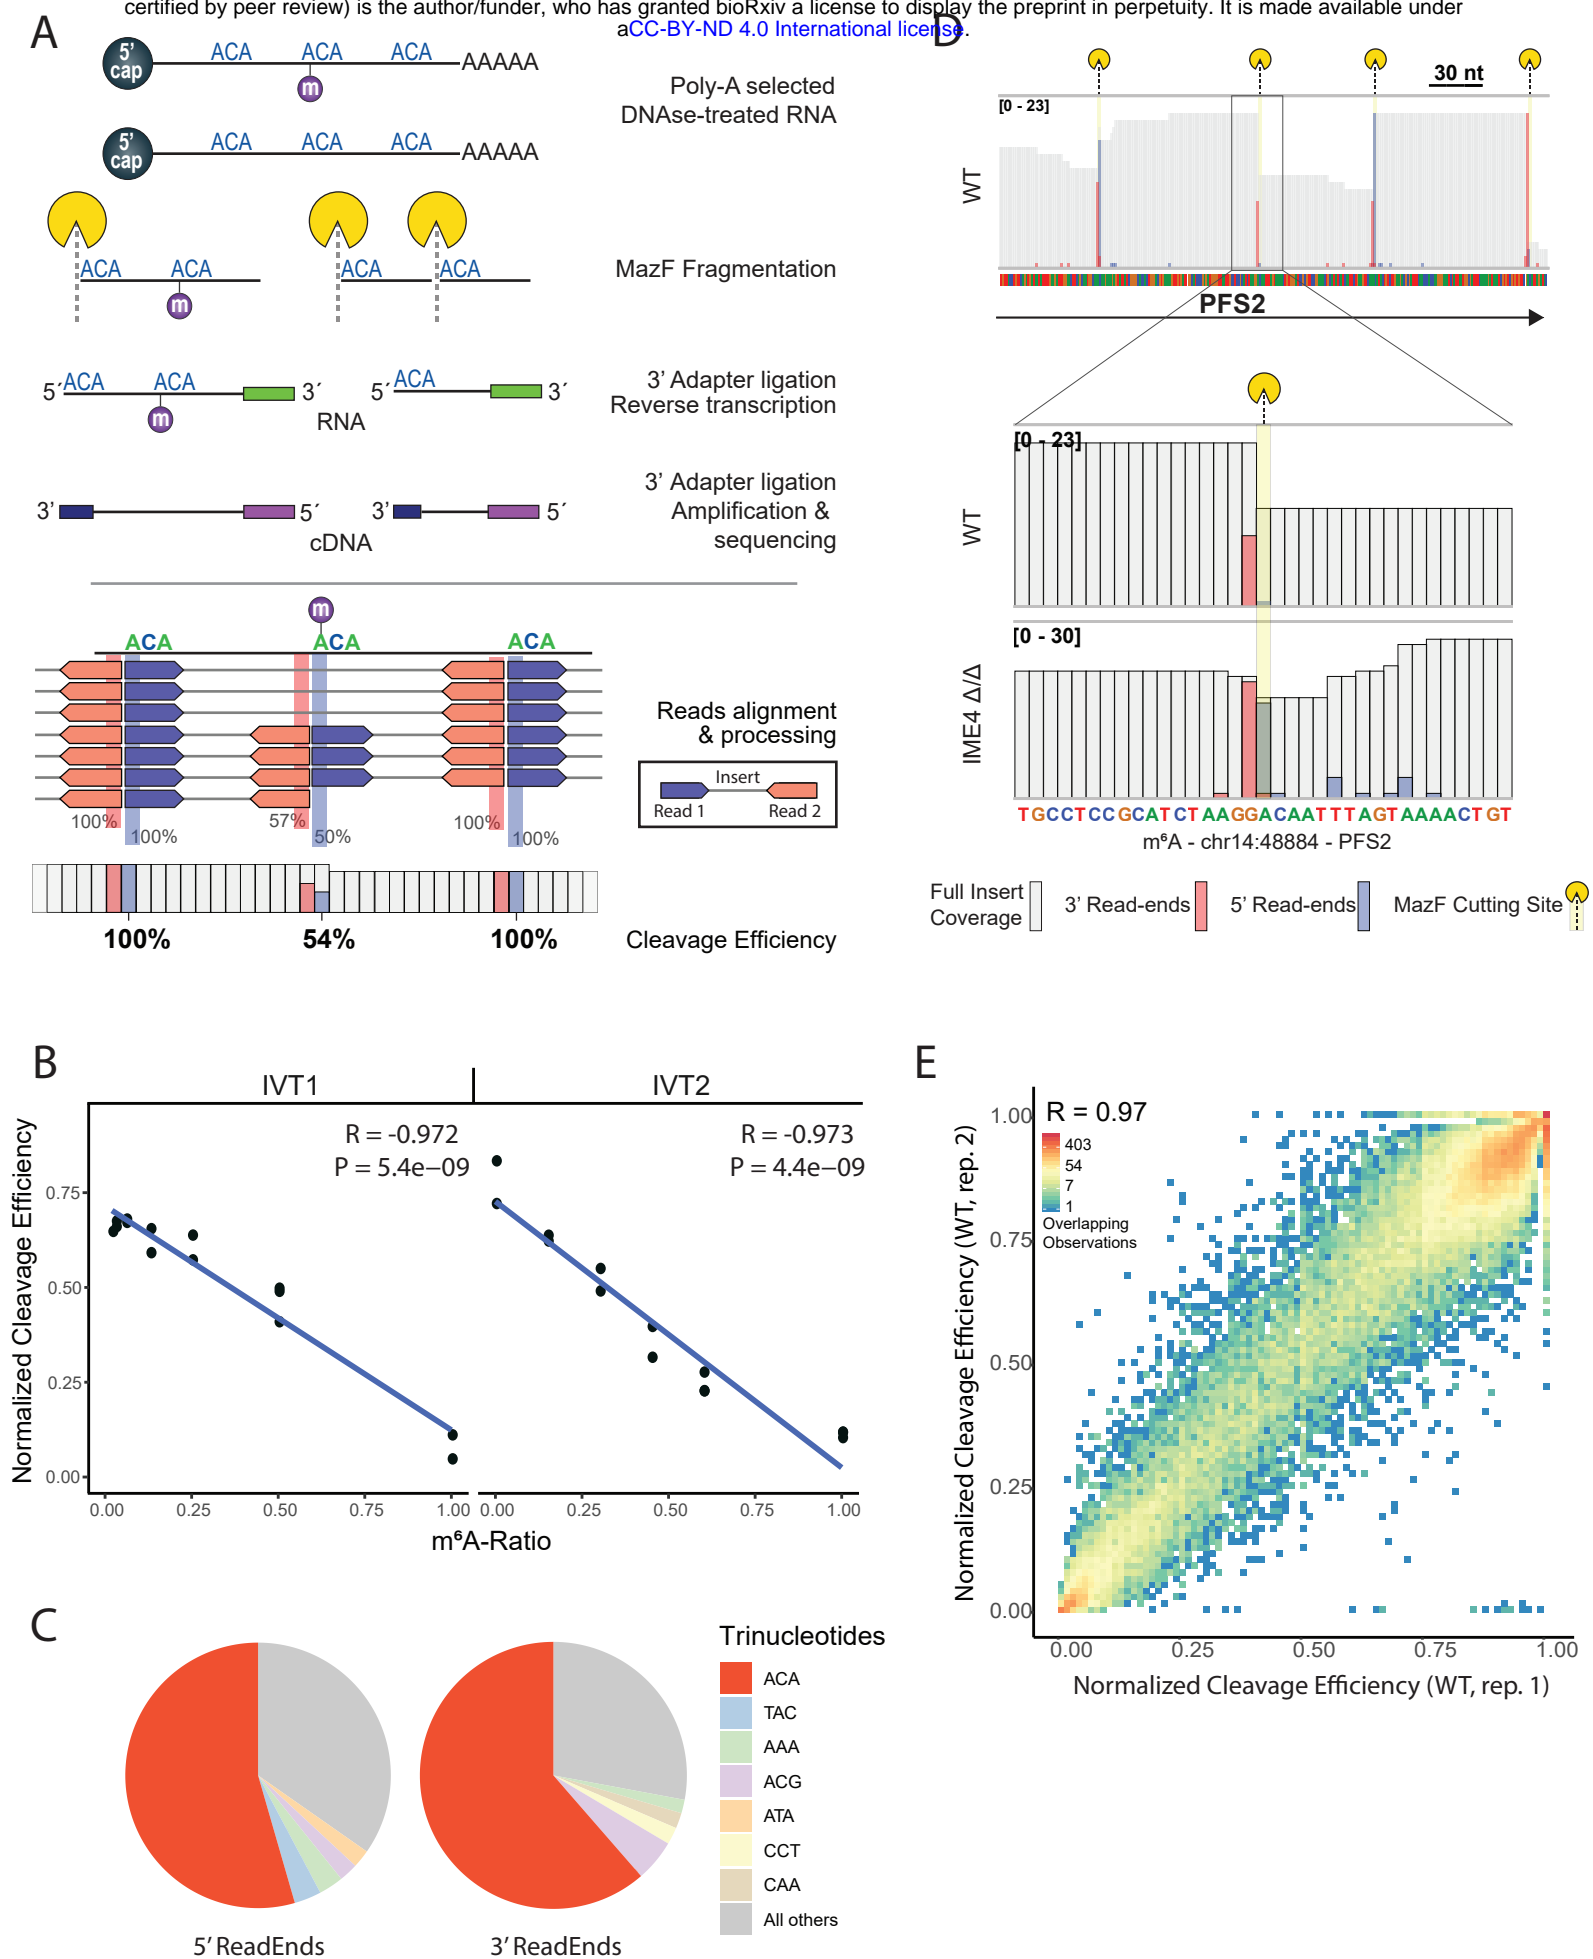 certified by peer review) is the author/funder, who has granted bioRxiv a license to display the preprint in perpetuity. It is made available under
aCC-BY-ND 4.0 International license.
A
5' cap
ACA ACA ACA AAAAA
m
Poly-A selected
DNAse-treated RNA
5' cap
ACA ACA ACA AAAAA
ACA ACA ACA ACA
m
MazF Fragmentation
5´ ACA ACA 3´ 5´ ACA 3´
m
RNA
3’ Adapter ligation
Reverse transcription
3’ 5´ 3’ 5´
cDNA
3’ Adapter ligation
Amplification &
sequencing
m
ACA ACA ACA
Reads alignment
& processing
Insert
Read 1 Read 2
100% 57% 100%
100% 50% 100%
100% 54% 100%
Cleavage Efficiency
D
30 nt
[0 - 23]
WT
PFS2
[0 - 23]
WT
[0 - 30]
IME4 Δ/Δ
TGCCTCCGCATCTAAGGACAATTTAGTAAAACTGT
m⁶A - chr14:48884 - PFS2
Full Insert
Coverage
3’ Read-ends
5’ Read-ends
MazF Cutting Site
B
IVT1 IVT2
R = -0.972
P = 5.4e−09
R = -0.973
P = 4.4e−09
Normalized Cleavage Efficiency
0.75
0.50
0.25
0.00
0.00 0.25 0.50 0.75 1.00 0.00 0.25 0.50 0.75 1.00
m⁶A-Ratio
C
5’ ReadEnds
3’ ReadEnds
Trinucleotides
ACA
TAC
AAA
ACG
ATA
CCT
CAA
All others
E
R = 0.97
403
54
7
1
Overlapping
Observations
Normalized Cleavage Efficiency (WT, rep. 2)
1.00
0.75
0.50
0.25
0.00
0.00 0.25 0.50 0.75 1.00
Normalized Cleavage Efficiency (WT, rep. 1)